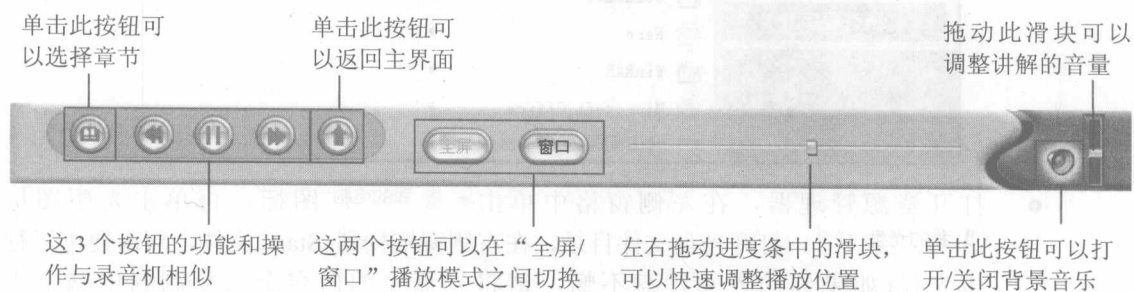 单击此按钮可
以选择章节
单击此按钮可
以返回主界面
拖动此滑块可以
调整讲解的音量
全屏
窗口
这 3 个按钮的功能和操
作与录音机相似
这两个按钮可以在“全屏/
窗口”播放模式之间切换
左右拖动进度条中的滑块，
可以快速调整播放位置
单击此按钮可以打
开/关闭背景音乐